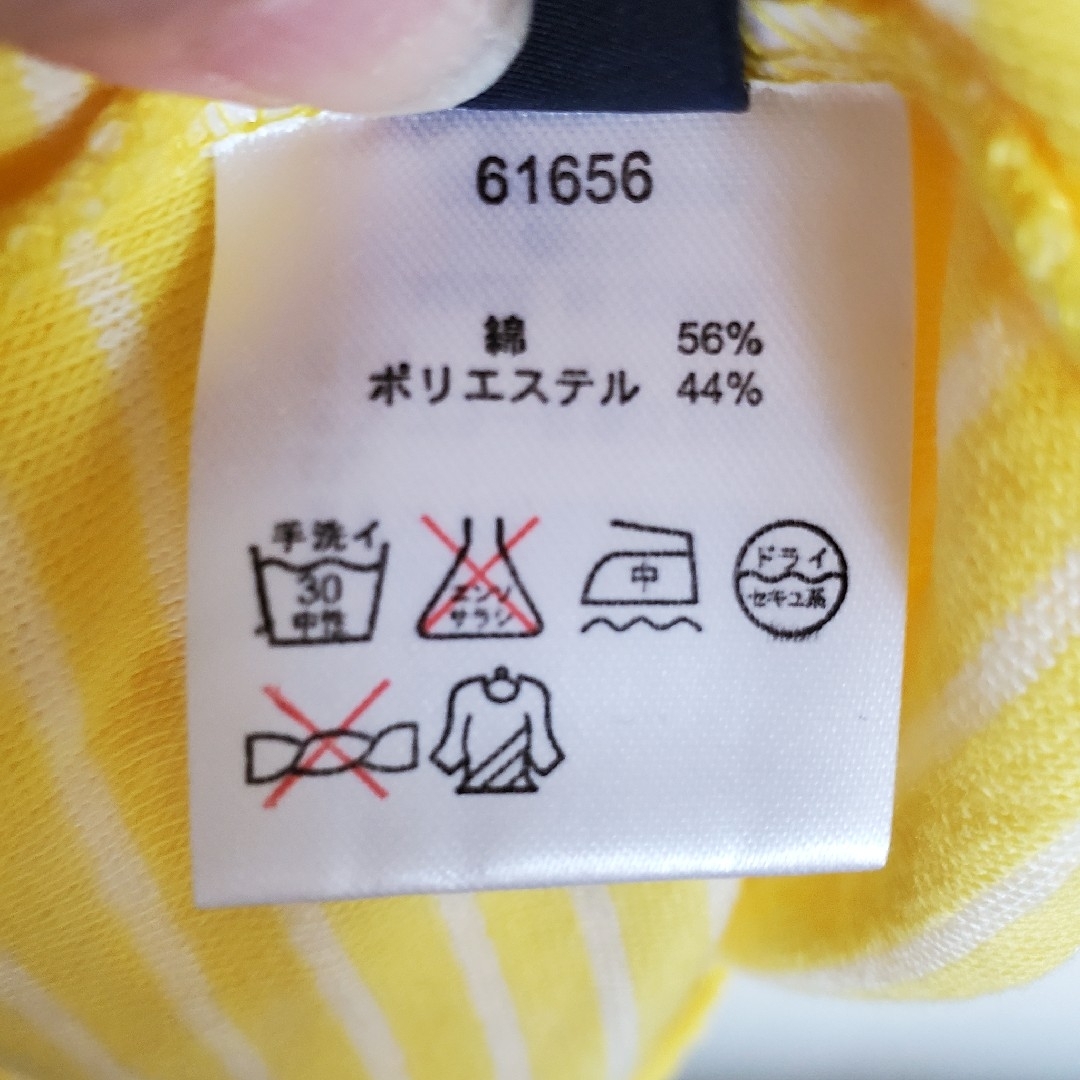 61656
綿 56%
ポリエステル 44%
手洗イ
30
中性
エンソ
サラシ
中
ドライ
セキユ系